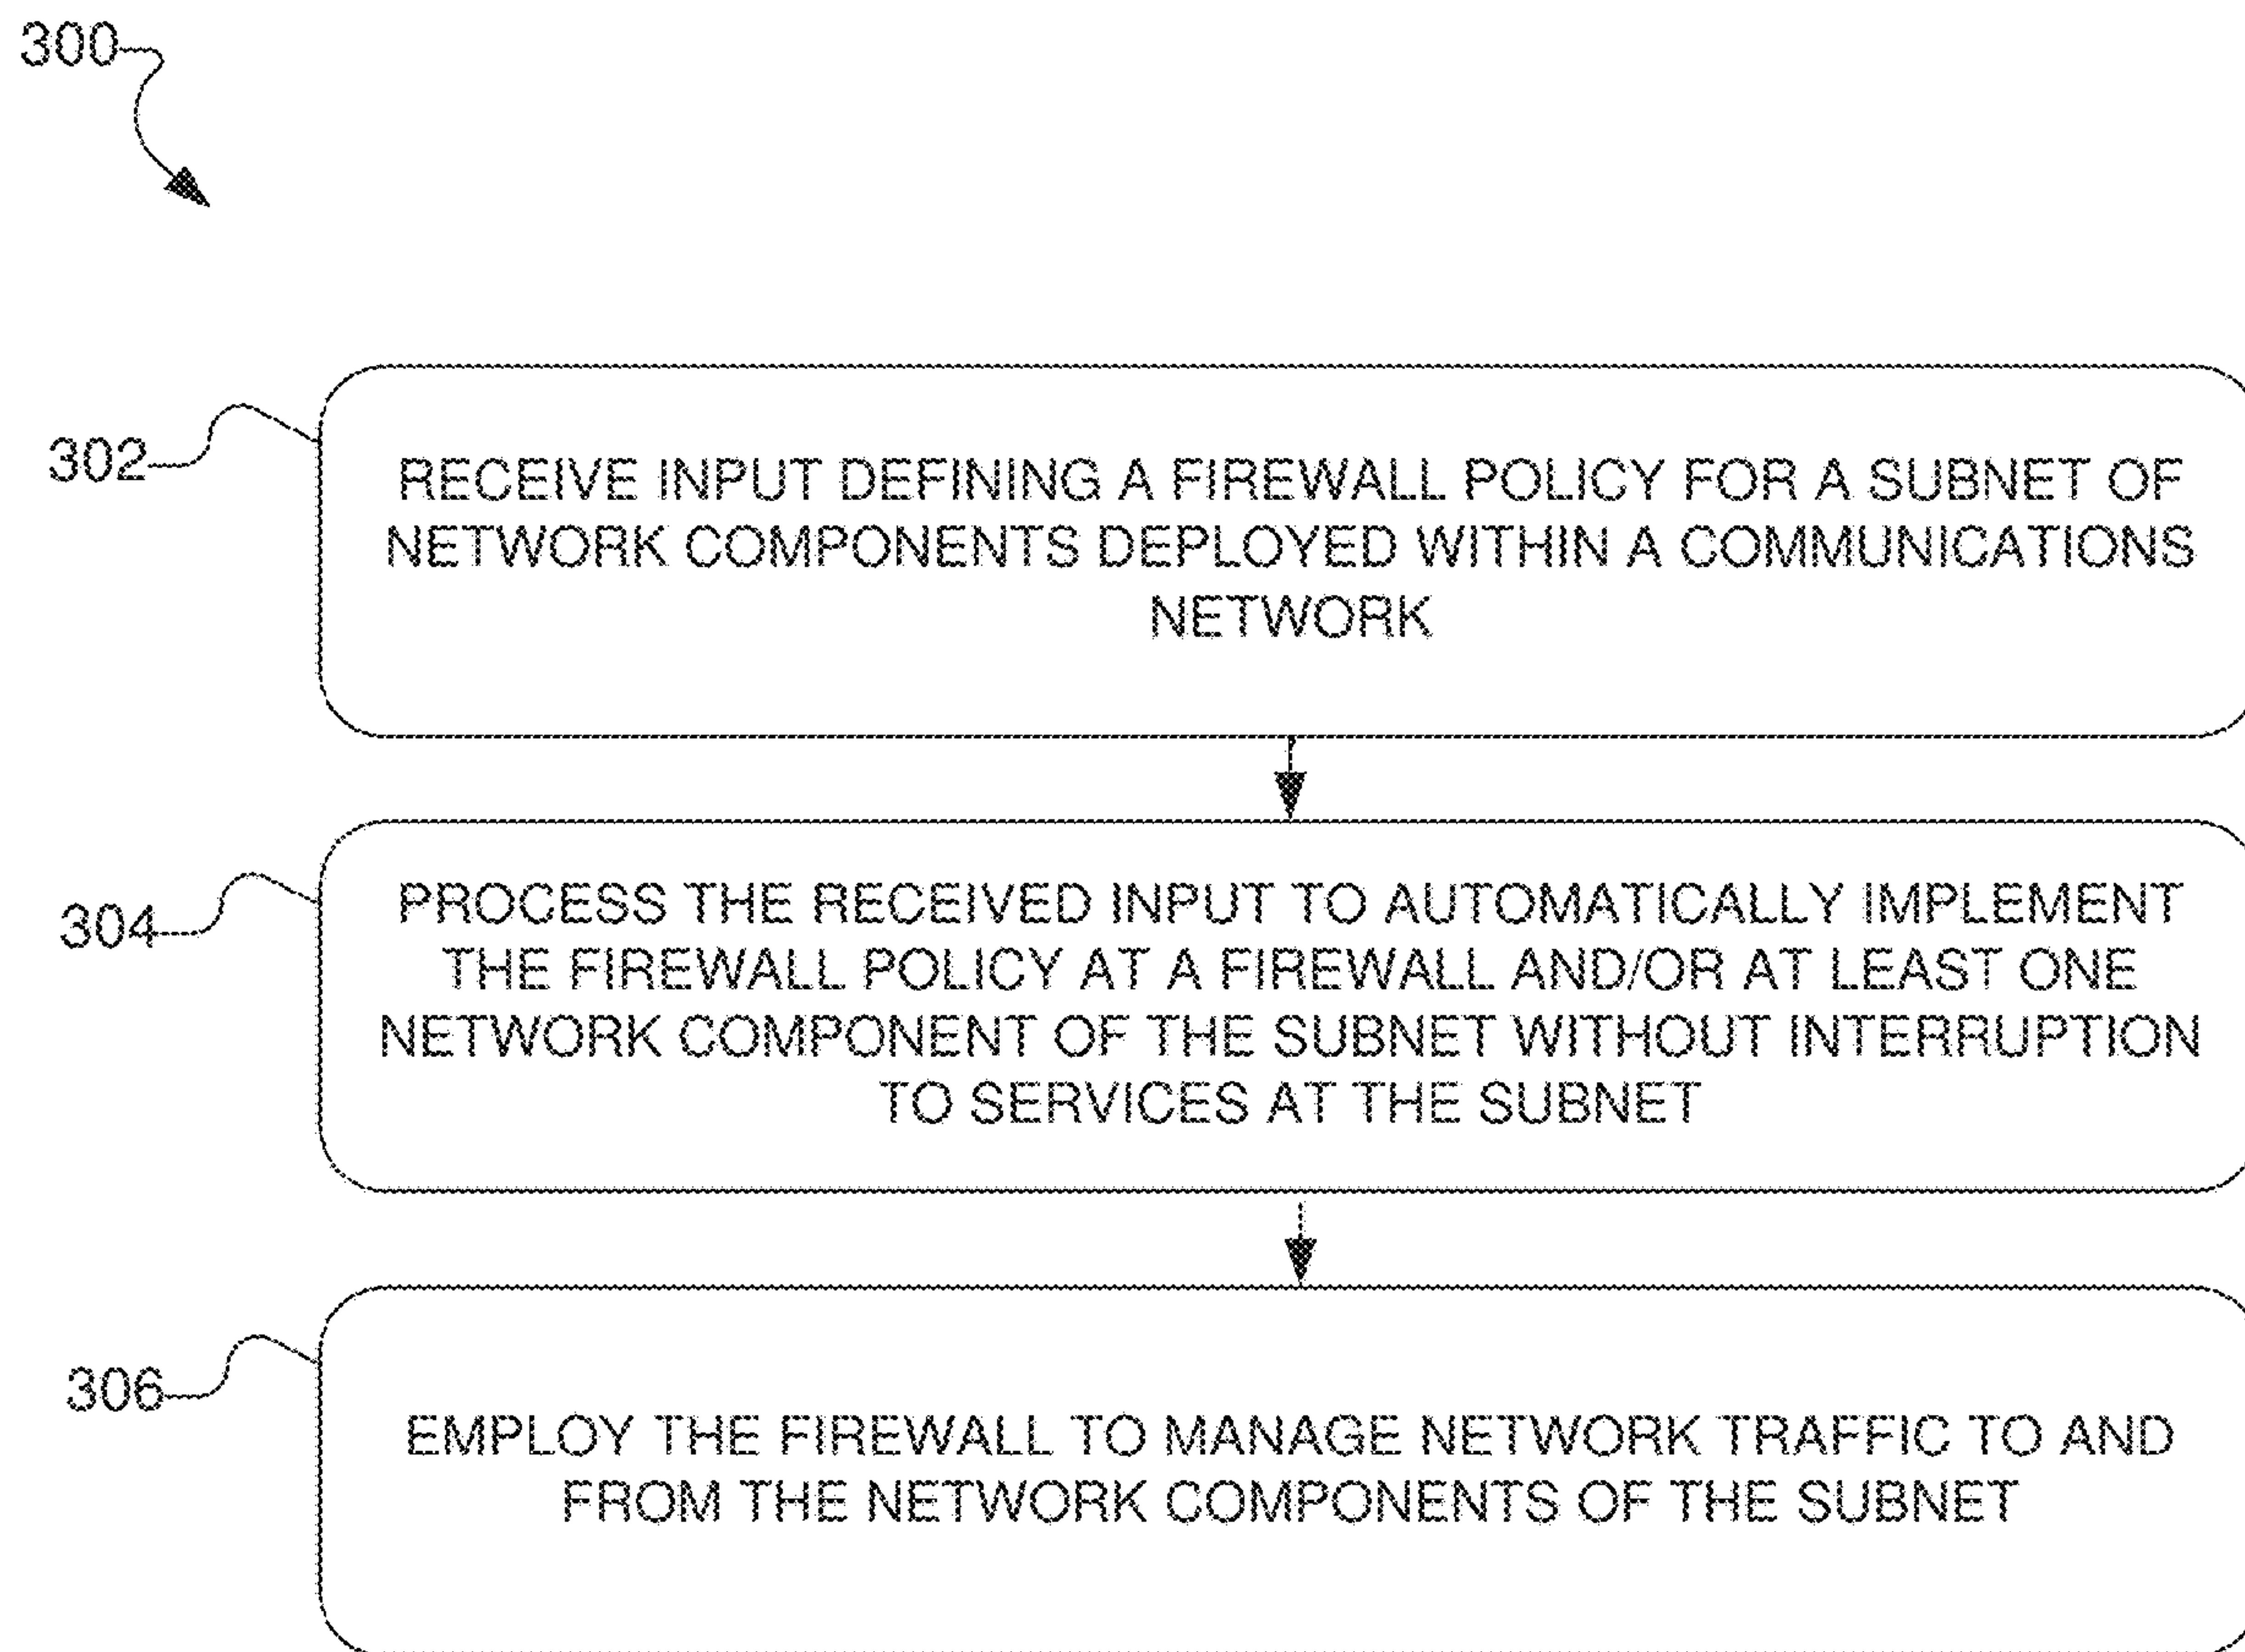 300
302
RECEIVE INPUT DEFINING A FIREWALL POLICY FOR A SUBNET OF
NETWORK COMPONENTS DEPLOYED WITHIN A COMMUNICATIONS
NETWORK
304
PROCESS THE RECEIVED INPUT TO AUTOMATICALLY IMPLEMENT
THE FIREWALL POLICY AT A FIREWALL AND/OR AT LEAST ONE
NETWORK COMPONENT OF THE SUBNET WITHOUT INTERRUPTION
TO SERVICES AT THE SUBNET
306
EMPLOY THE FIREWALL TO MANAGE NETWORK TRAFFIC TO AND
FROM THE NETWORK COMPONENTS OF THE SUBNET